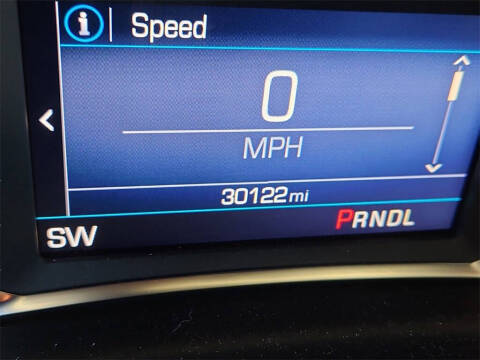 i Speed
0
MPH
30122 mi
SW PRNDL